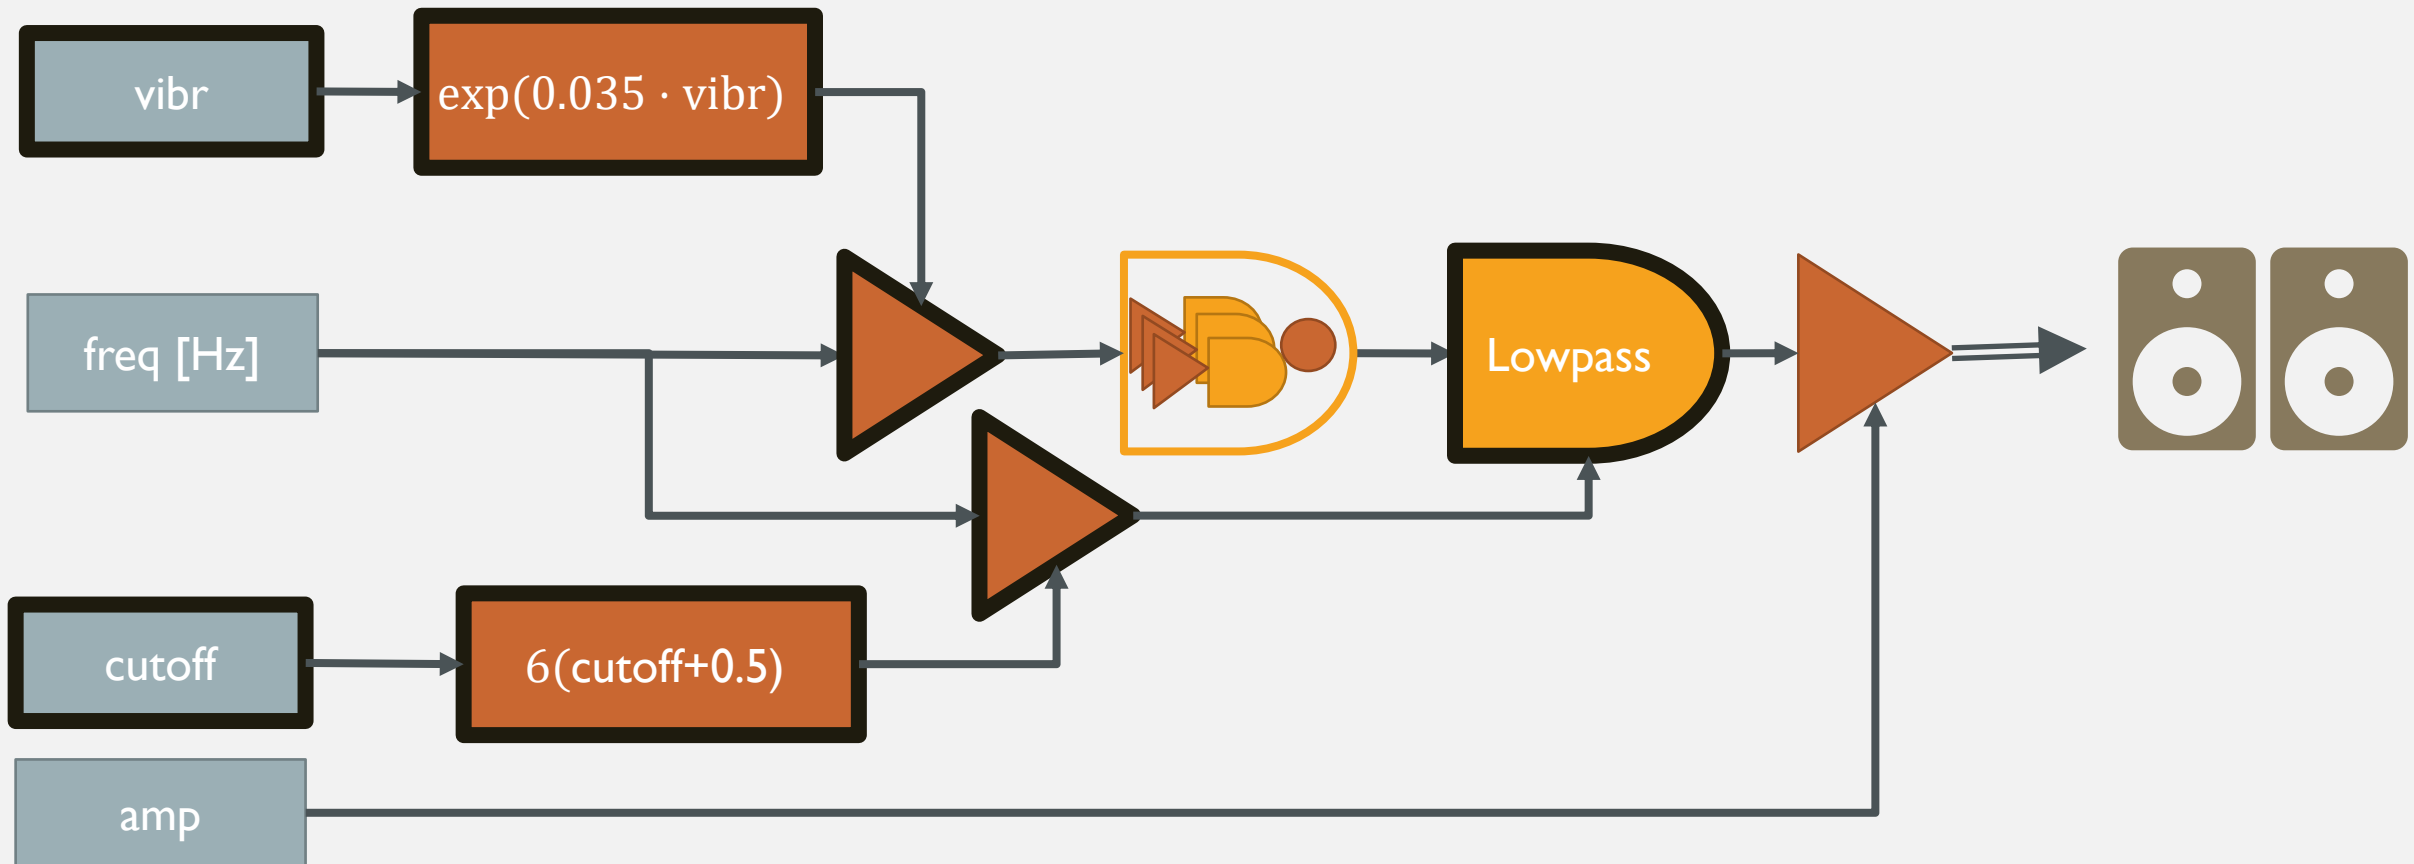 vibr
exp(0.035 · vibr)
freq [Hz]
Lowpass
cutoff
6(cutoff+0.5)
amp